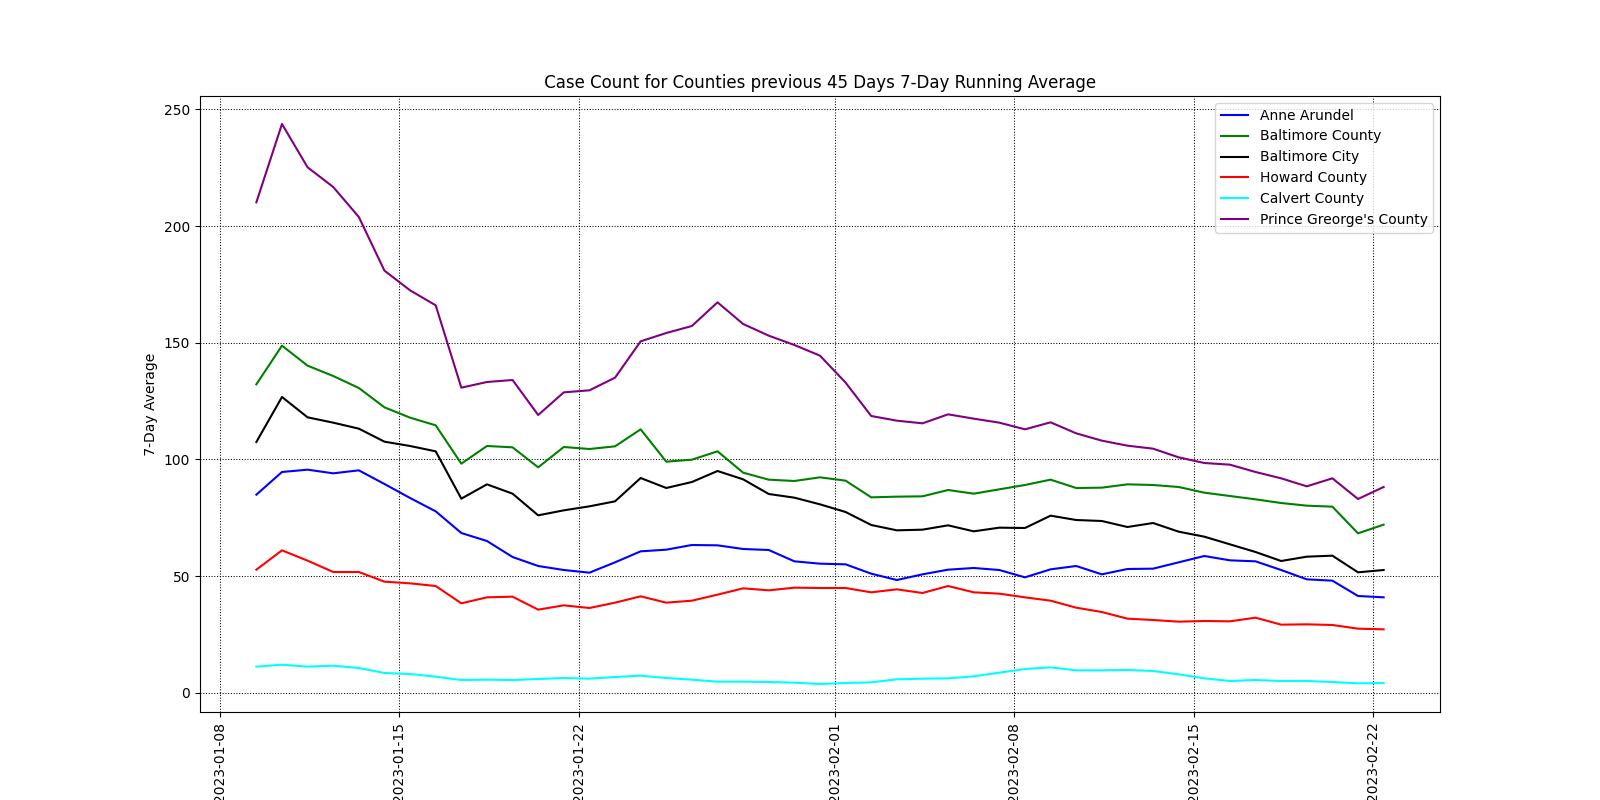 Case Count for Counties previous 45 Days 7-Day Running Average
250
200
150
100
50
0
7-Day Average
Anne Arundel
Baltimore County
Baltimore City
Howard County
Calvert County
Prince Greorge's County
2023-01-08
2023-01-15
2023-01-22
2023-02-01
2023-02-08
2023-02-15
2023-02-22